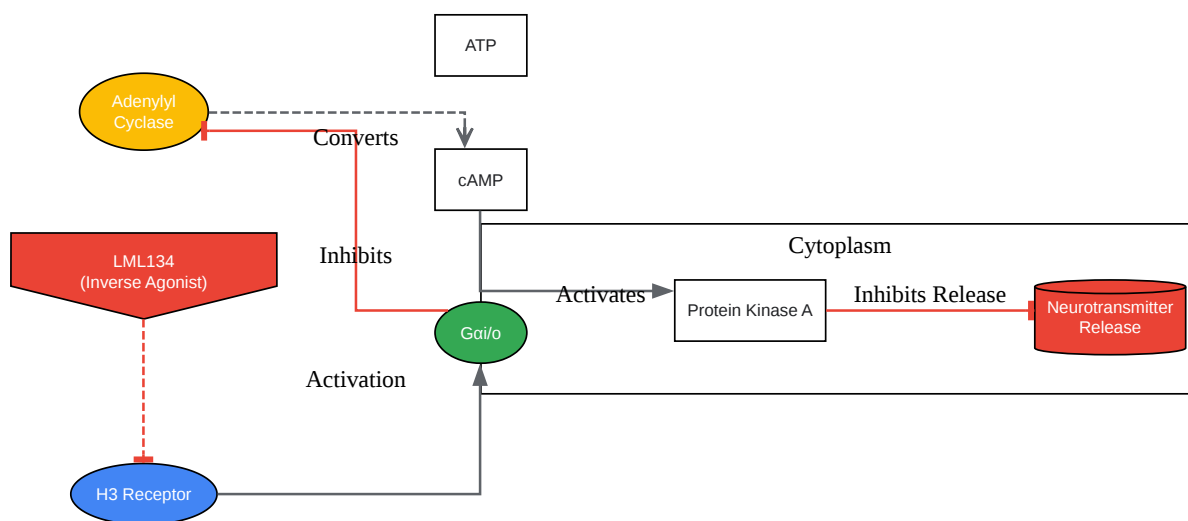 ATP
Adenylyl
Cyclase
Converts
cAMP
LML134
(Inverse Agonist)
Inhibits
Cytoplasm
Activates
Protein Kinase A
Inhibits Release
Neurotransmitter
Release
Gαi/o
Activation
H3 Receptor